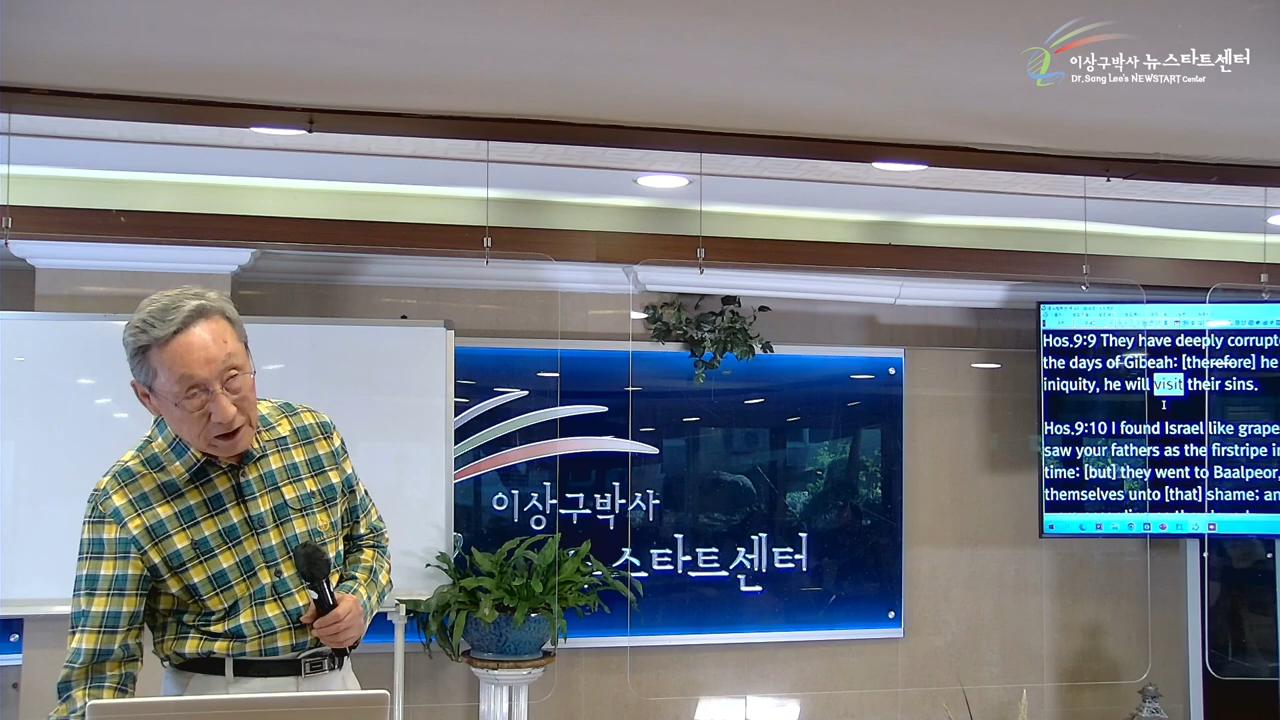 이상구박사 뉴스타트센터
Dr. Sang Lee's NEWSTART Center
이상구박사
스타트센터
Hos.9:9 They have deeply corrupt
the days of Gibeah: [therefore] he
iniquity, he will visit their sins.
Hos.9:10 I found Israel like grape
saw your fathers as the firstripe in
time: [but] they went to Baalpeor,
themselves unto [that] shame; an